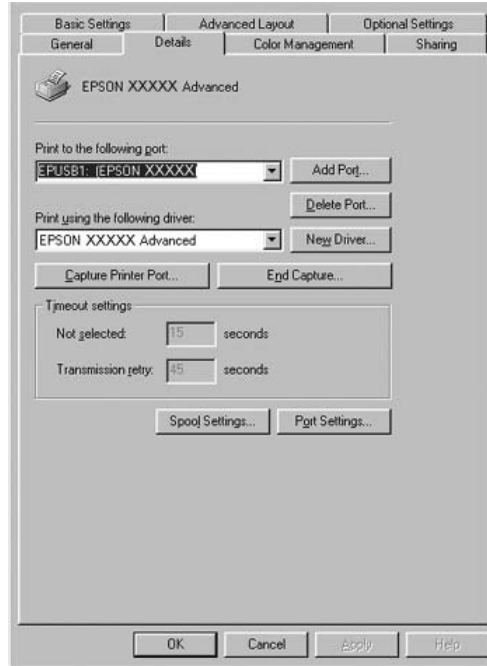 Basic Settings Advanced Layout Optional Settings
General Details Color Management Sharing
EPSON XXXXX Advanced
Print to the following port:
EPUSB1: (EPSON XXXXX Add Port...
Delete Port...
Print using the following driver:
EPSON XXXXX Advanced New Driver...
Capture Printer Port... End Capture...
Timeout settings
Not selected: 15 seconds
Transmission retry: 45 seconds
Spool Settings... Port Settings...
OK Cancel Apply Help